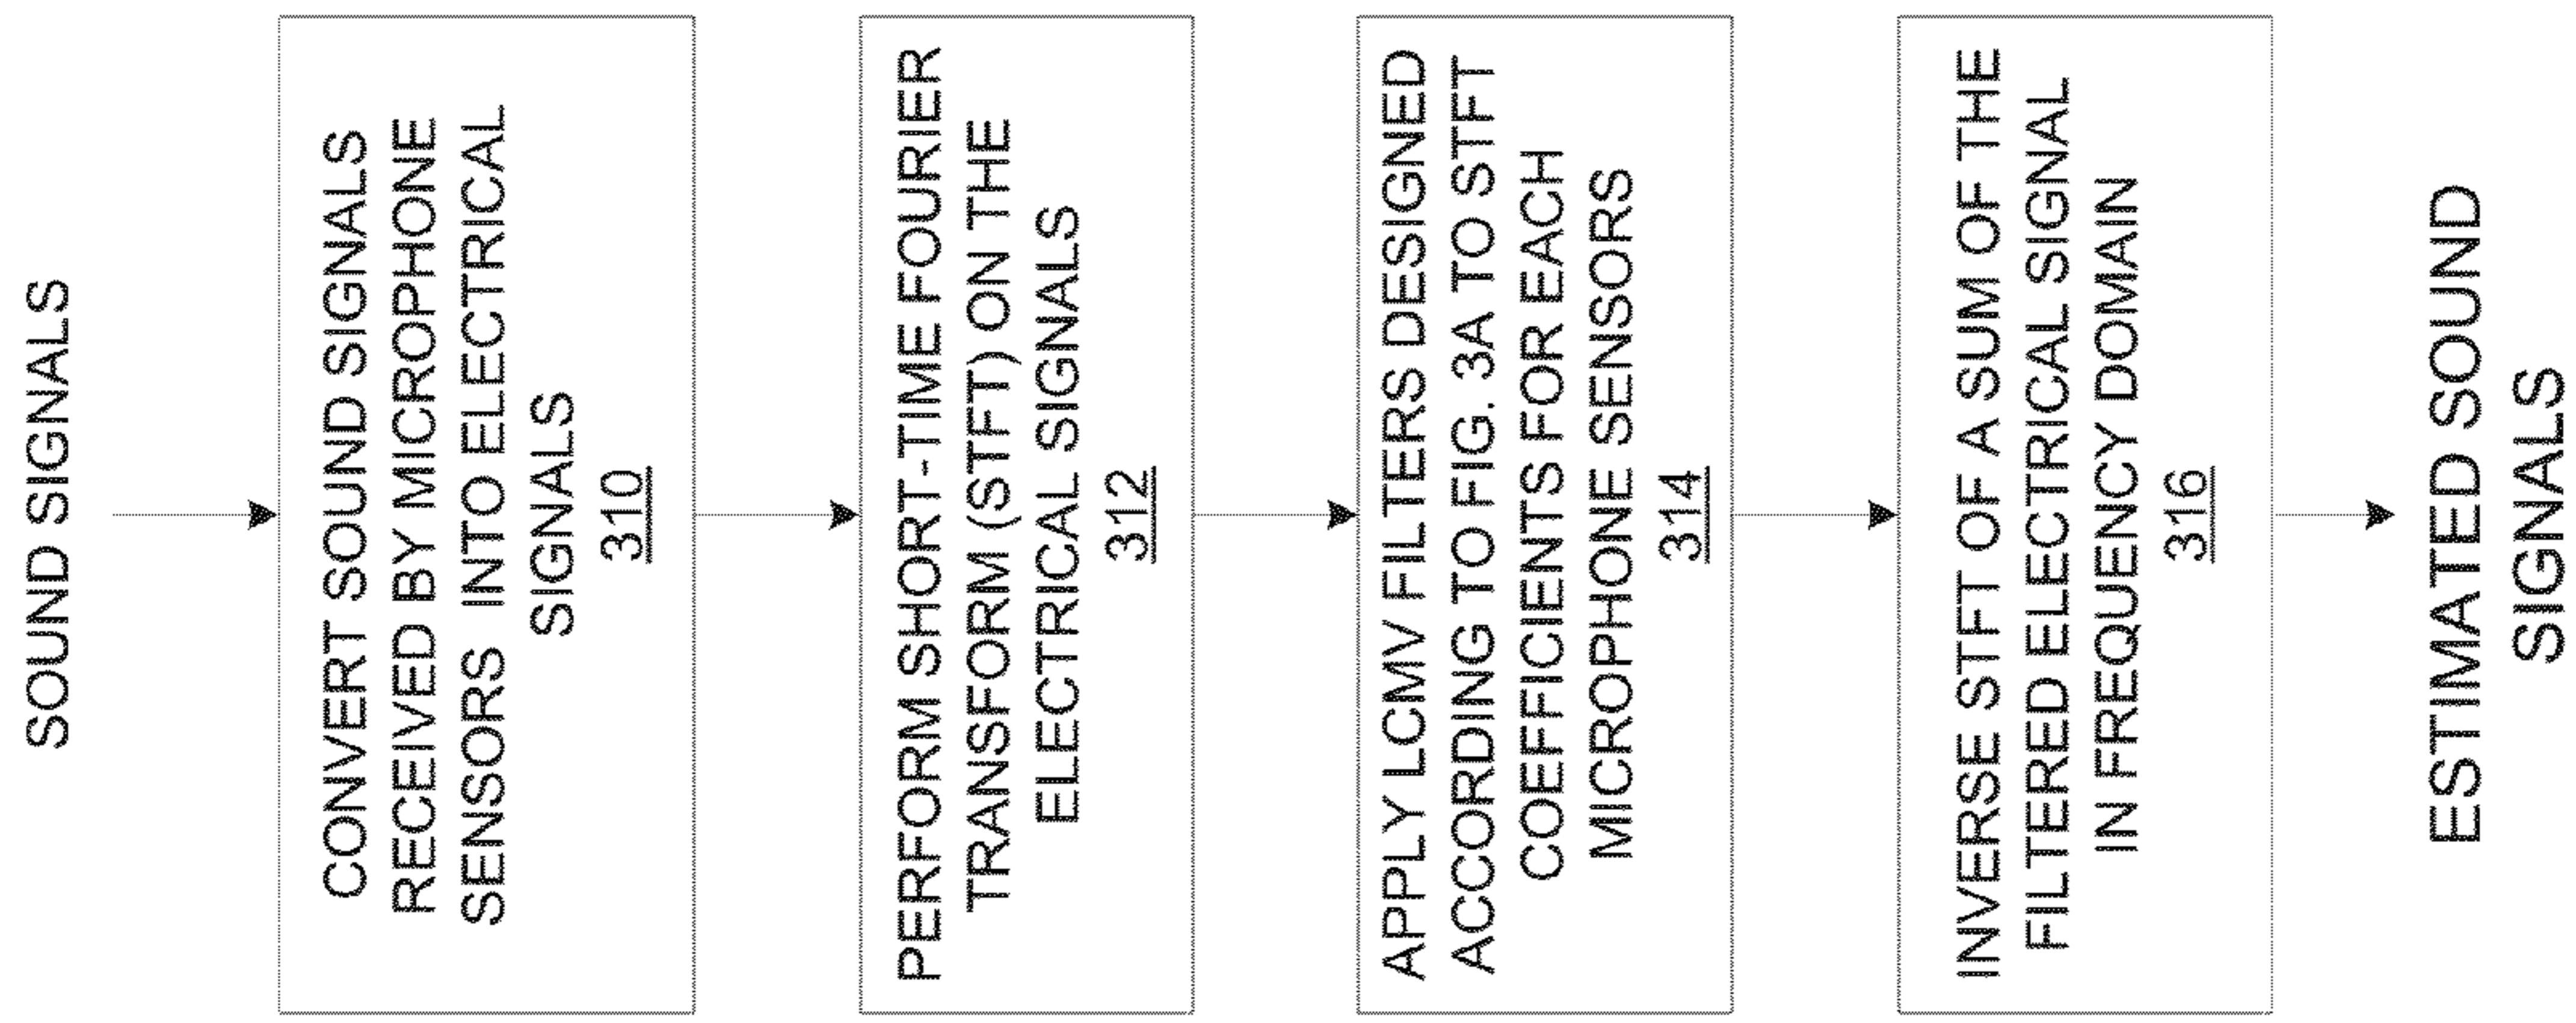 SOUND SIGNALS
CONVERT SOUND SIGNALS
RECEIVED BY MICROPHONE
SENSORS INTO ELECTRICAL
SIGNALS
310
PERFORM SHORT-TIME FOURIER
TRANSFORM (STFT) ON THE
ELECTRICAL SIGNALS
312
APPLY LCMV FILTERS DESIGNED
ACCORDING TO FIG. 3A TO STFT
COEFFICIENTS FOR EACH
MICROPHONE SENSORS
314
INVERSE STFT OF A SUM OF THE
FILTERED ELECTRICAL SIGNAL
IN FREQUENCY DOMAIN
316
ESTIMATED SOUND
SIGNALS